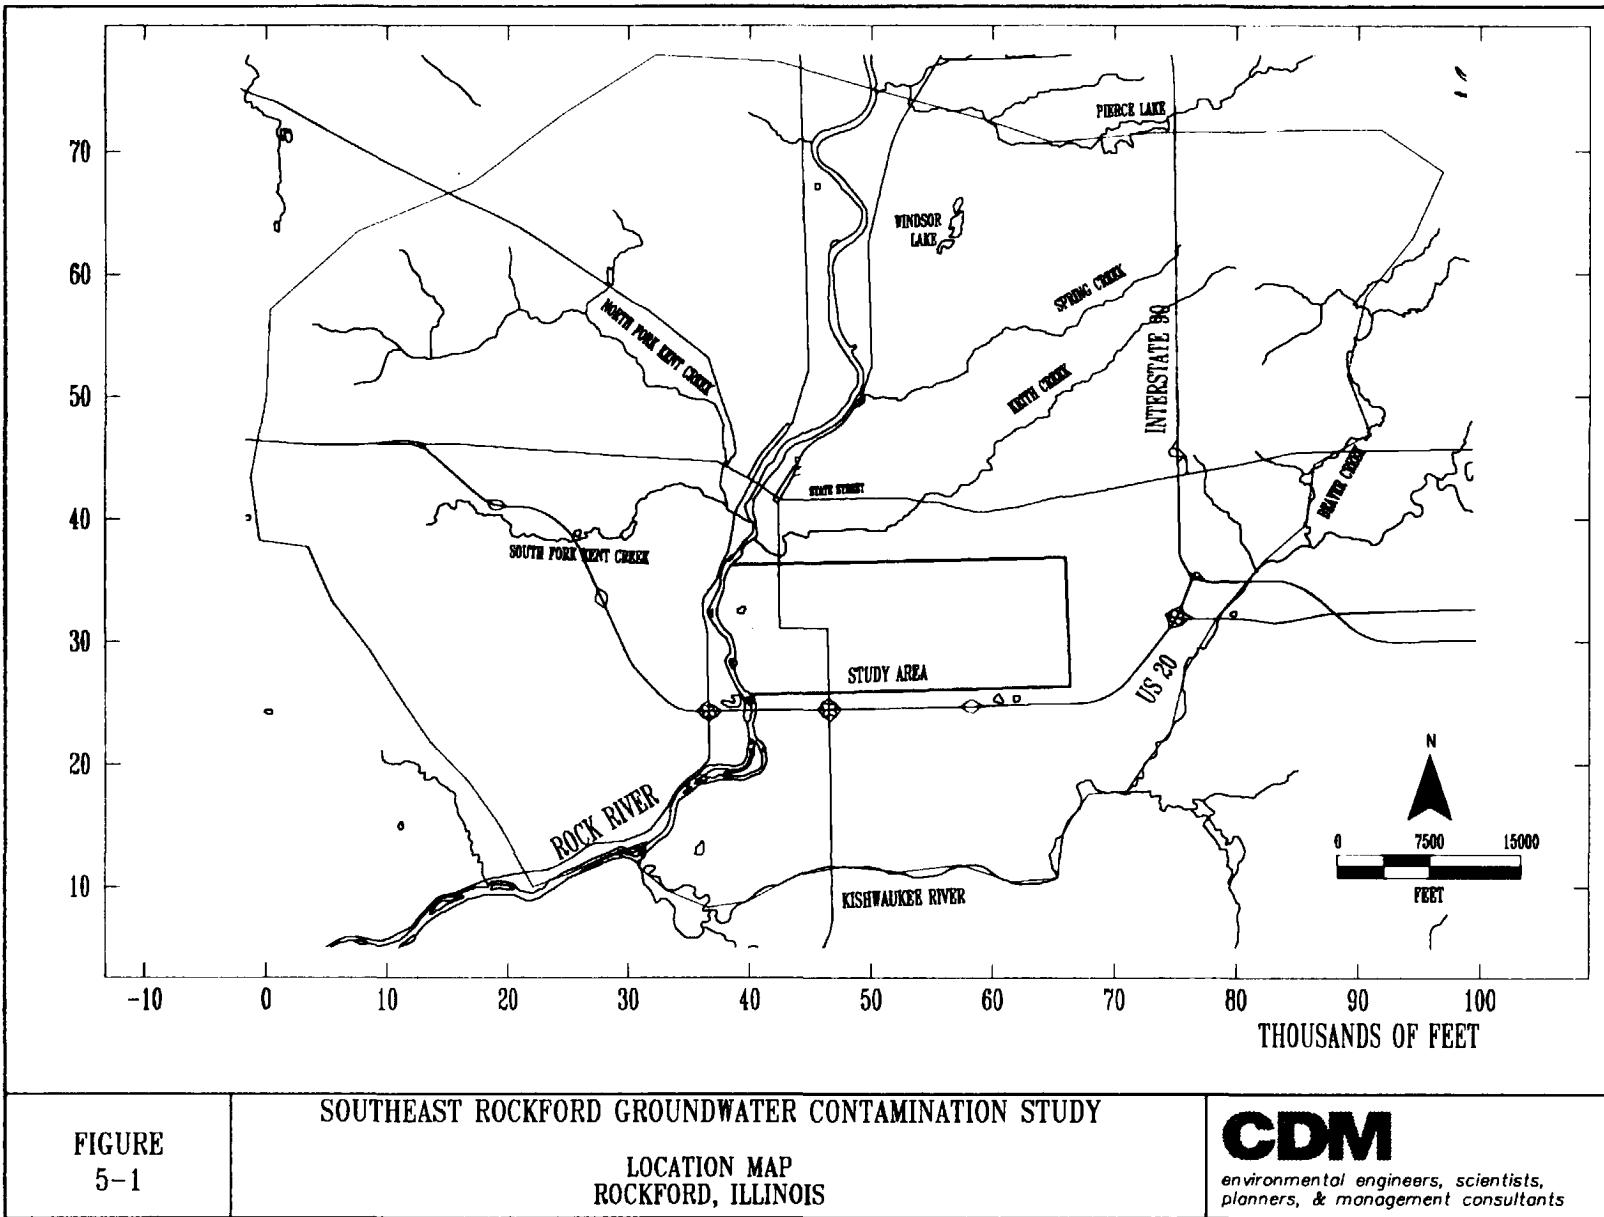 70
60
50
40
30
20
10
-10
0
10
20
30
40
50
60
70
80
90
100
THOUSANDS OF FEET
PIERCE LAKE
WINDSOR
LAKE
SPRING CREEK
KEITH CREEK
INTERSTATE 90
NORTH FORK KENT CREEK
STATE STREET
BEAVER CREEK
SOUTH FORK KENT CREEK
STUDY AREA
US 20
ROCK RIVER
KISHWAUKEE RIVER
N
0 7500 15000
FEET
FIGURE
5-1
SOUTHEAST ROCKFORD GROUNDWATER CONTAMINATION STUDY
LOCATION MAP
ROCKFORD, ILLINOIS
CDM
environmental engineers, scientists,
planners, & management consultants